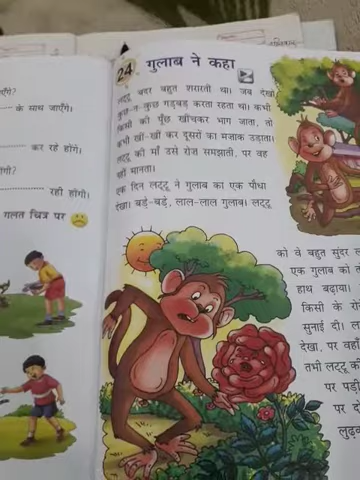 एँगे?
के साथ जाएँगे।
कर रहे होंगे।
गी?
रही होंगी।
गलत चित्र पर
24 गुलाब ने कहा
लट्टू बंदर बहुत शरारती था। जब देखो
कुछ-न-कुछ गड़बड़ करता रहता था। कभी
किसी की पूँछ खींचकर भाग जाता, तो
कभी खी-खी कर दूसरों का मजाक उड़ाता।
लट्टू की माँ उसे रोज समझाती, पर वह
नहीं मानता।
एक दिन लट्टू ने गुलाब का एक पौधा
देखा। बड़े-बड़े, लाल-लाल गुलाब। लट्टू
को वे बहुत सुंदर
एक गुलाब को
हाथ बढ़ाया।
किसी के रोने
सुनाई दी।
देखा, पर वहाँ
तभी लट्टू
पर पड़ी
पर दो
लुढ़क